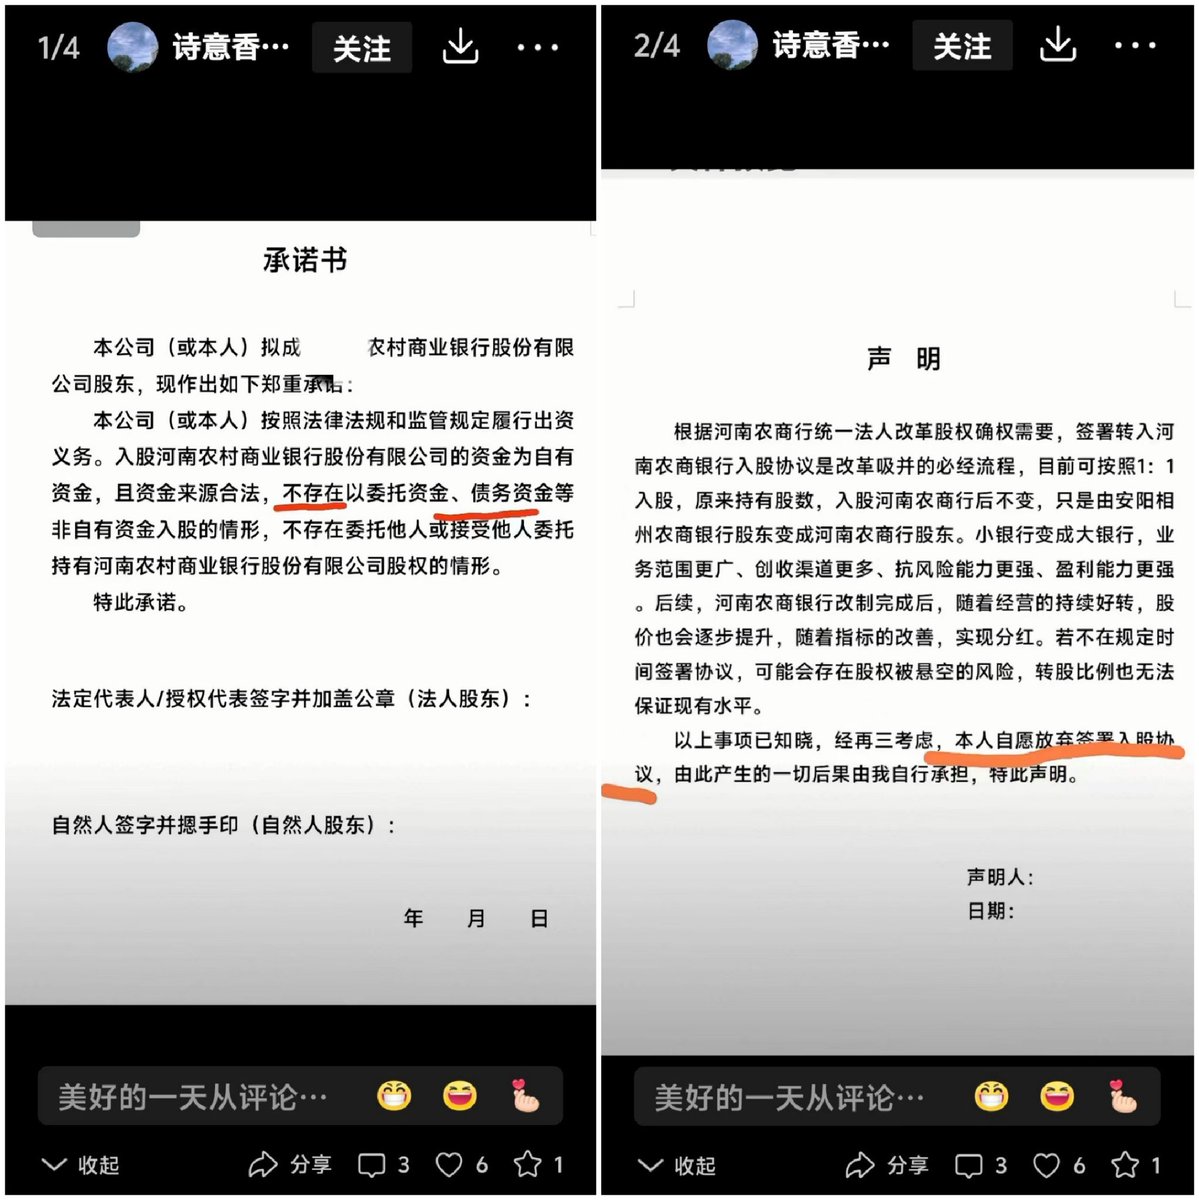 1/4
诗意香…
关注
承诺书
本公司（或本人）拟成 农村商业银行股份有限
公司股东，现作出如下郑重承诺：
本公司（或本人）按照法律法规和监管规定履行出资
义务。入股河南农村商业银行股份有限公司的资金为自有
资金，且资金来源合法，不存在以委托资金、债务资金等
非自有资金入股的情形，不存在委托他人或接受他人委托
持有河南农村商业银行股份有限公司股权的情形。
特此承诺。
法定代表人/授权代表签字并加盖公章（法人股东）：
自然人签字并摁手印（自然人股东）：
年 月 日
美好的一天从评论…
收起
分享
3
6
1
2/4
诗意香…
关注
声 明
根据河南农商行统一法人改革股权确权需要，签署转入河
南农商银行入股协议是改革吸并的必经流程，目前可按照1：1
入股，原来持有股数，入股河南农商行后不变，只是由安阳相
州农商银行股东变成河南农商行股东。小银行变成大银行，业
务范围更广、创收渠道更多、抗风险能力更强、盈利能力更强
。后续，河南农商银行改制完成后，随着经营的持续好转，股
价也会逐步提升，随着指标的改善，实现分红。若不在规定时
间签署协议，可能会存在股权被悬空的风险，转股比例也无法
保证现有水平。
以上事项已知晓，经再三考虑，本人自愿放弃签署入股协
议，由此产生的一切后果由我自行承担，特此声明。
声明人：
日期：
美好的一天从评论…
收起
分享
3
6
1